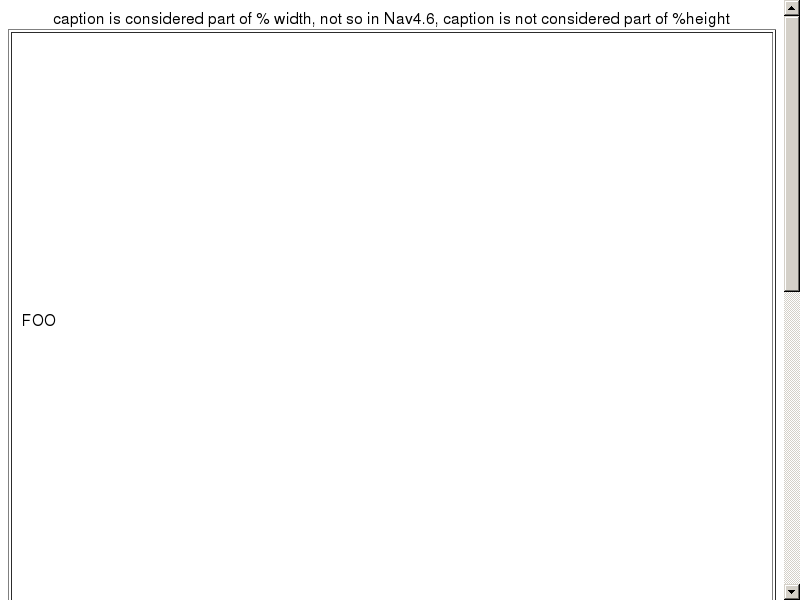 caption is considered part of % width, not so in Nav4.6, caption is not considered part of %height
FOO